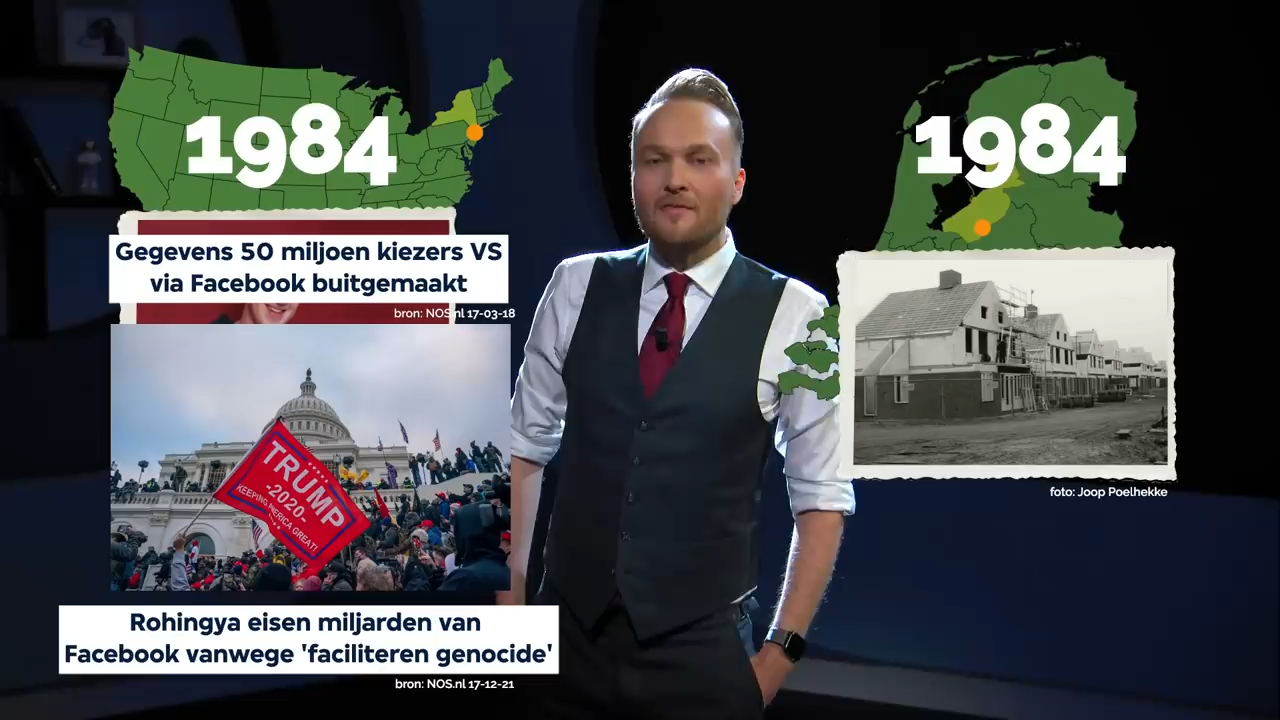 1984
Gegevens 50 miljoen kiezers VS
via Facebook buitgemaakt
bron: NOS.nl 17-03-18
TRUMP
-2020-
KEEPING MERICA GREAT!
Rohingya eisen miljarden van
Facebook vanwege 'faciliteren genocide'
bron: NOS.nl 17-12-21
1984
foto: Joop Poelhekke